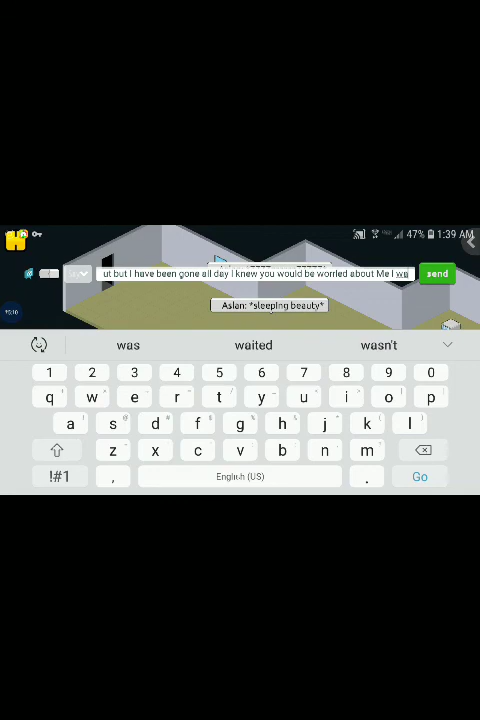 47% 1:39 AM
Say
ut but I have been gone all day I knew you would be worried about Me I wa
send
Aslan: *sleeping beauty*
was waited wasn't
1 2 3 4 5 6 7 8 9 0
q w e r t y u i o p
a s d f g h j k l
z x c v b n m
!#1 , English (US) . Go